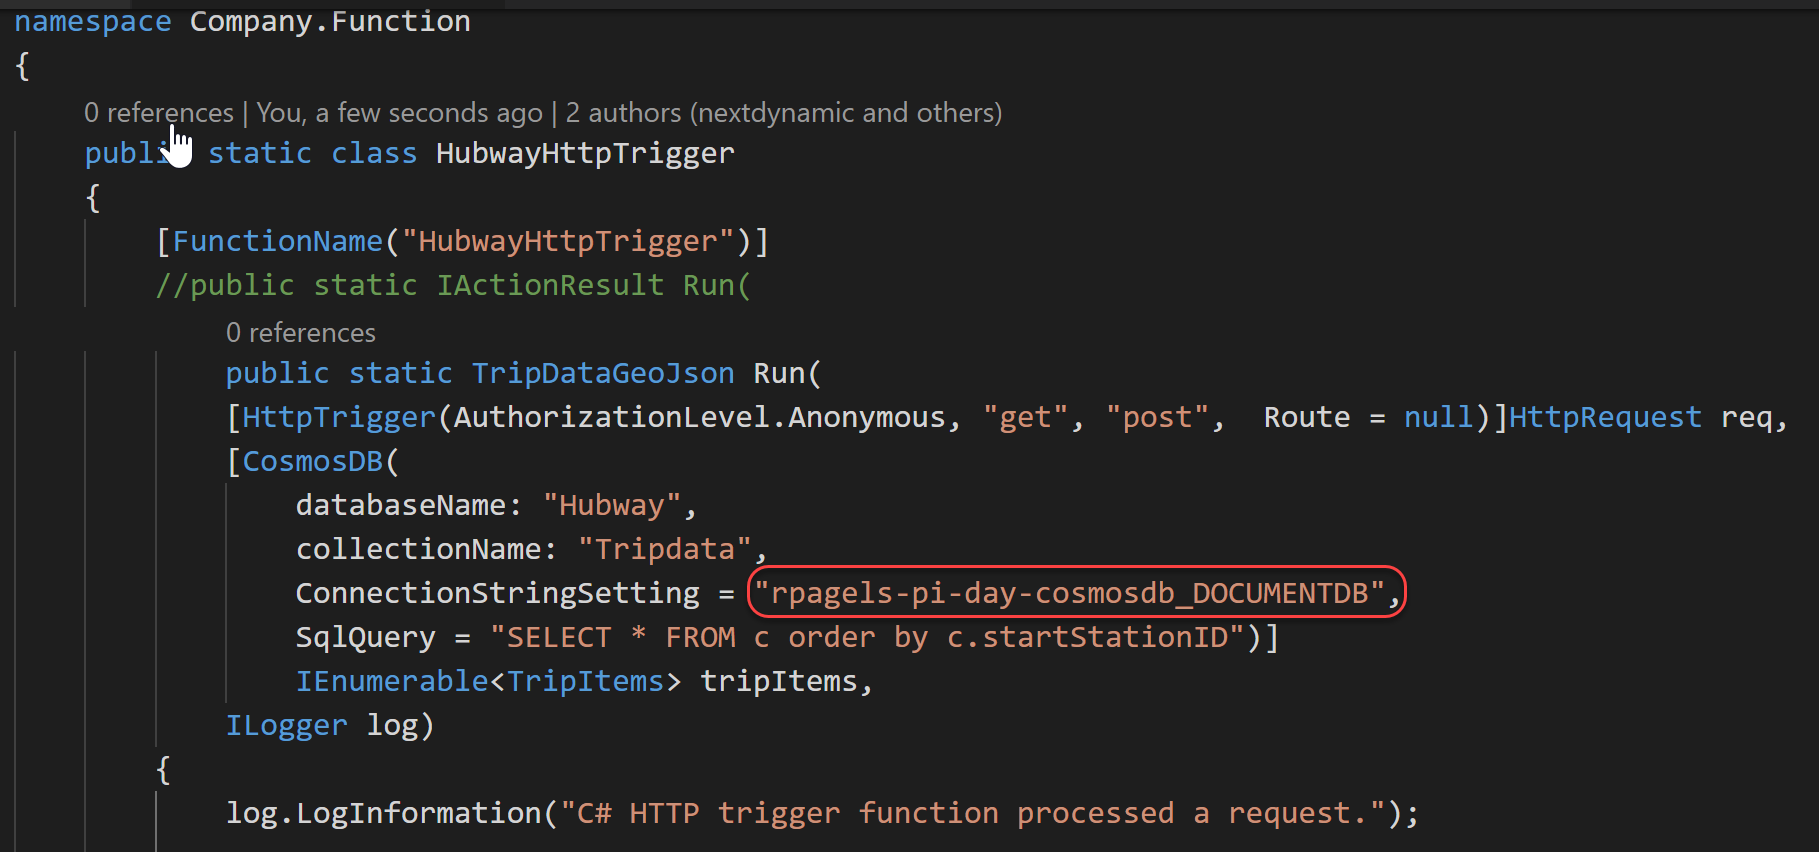 namespace Company.Function
{
0 references | You, a few seconds ago | 2 authors (nextdynamic and others)
public static class HubwayHttpTrigger
{
[FunctionName("HubwayHttpTrigger")]
//public static IActionResult Run(
0 references
public static TripDataGeoJson Run(
[HttpTrigger(AuthorizationLevel.Anonymous, "get", "post",  Route = null)]HttpRequest req,
[CosmosDB(
databaseName: "Hubway",
collectionName: "Tripdata",
ConnectionStringSetting = "rpagels-pi-day-cosmosdb_DOCUMENTDB",
SqlQuery = "SELECT * FROM c order by c.startStationID")]
IEnumerable<TripItems> tripItems,
ILogger log)
{
log.LogInformation("C# HTTP trigger function processed a request.");